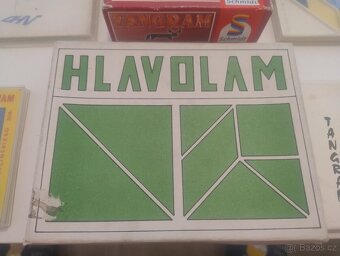 TANGRAM
S
Schmidt
HLAVOLAM
TANGRAM
Bazos.cz